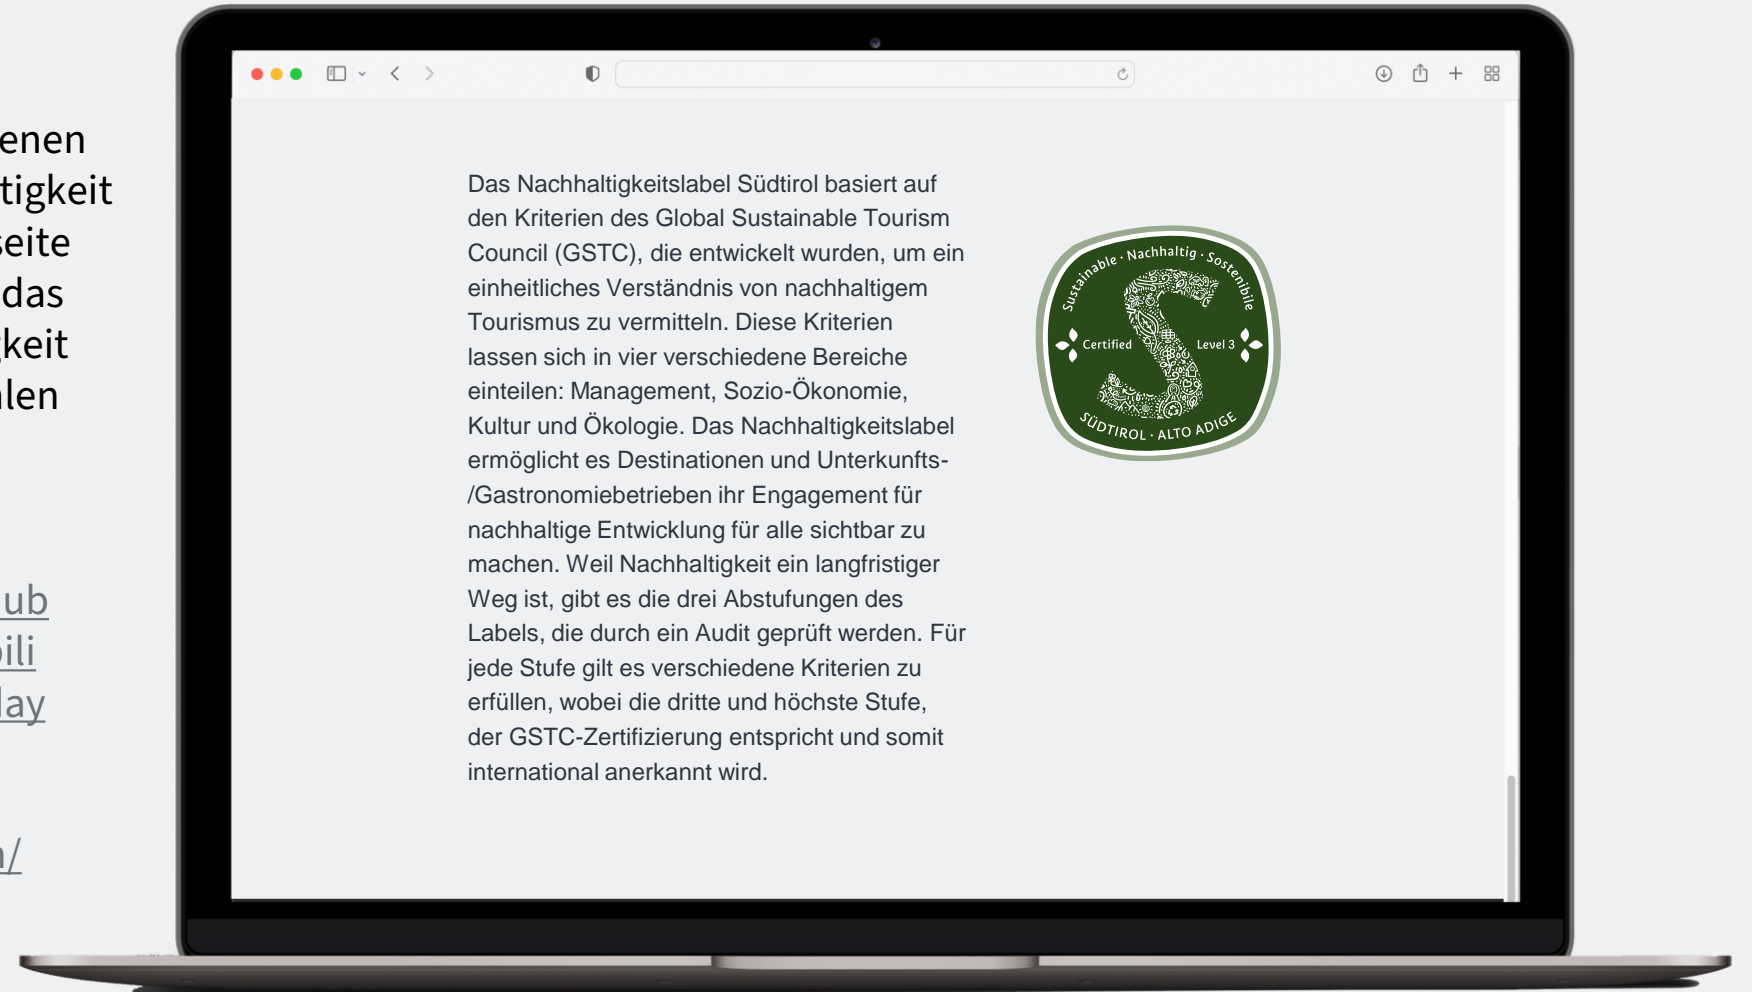 enen
tigkeit
seite
das
keit
len
ub
ili
lay
/
Das Nachhaltigkeitslabel Südtirol basiert auf
den Kriterien des Global Sustainable Tourism
Council (GSTC), die entwickelt wurden, um ein
einheitliches Verständnis von nachhaltigem
Tourismus zu vermitteln. Diese Kriterien
lassen sich in vier verschiedene Bereiche
einteilen: Management, Sozio-Ökonomie,
Kultur und Ökologie. Das Nachhaltigkeitslabel
ermöglicht es Destinationen und Unterkunfts-
/Gastronomiebetrieben ihr Engagement für
nachhaltige Entwicklung für alle sichtbar zu
machen. Weil Nachhaltigkeit ein langfristiger
Weg ist, gibt es die drei Abstufungen des
Labels, die durch ein Audit geprüft werden. Für
jede Stufe gilt es verschiedene Kriterien zu
erfüllen, wobei die dritte und höchste Stufe,
der GSTC-Zertifizierung entspricht und somit
international anerkannt wird.
Sustainable · Nachhaltig · Sostenibile
S
Certified Level 3
SÜDTIROL · ALTO ADIGE